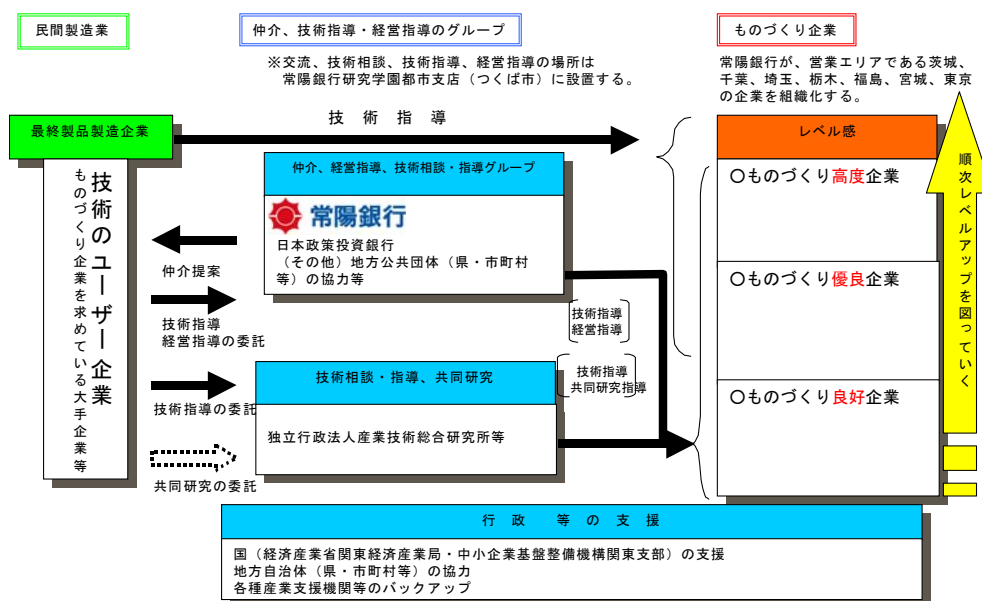 民間製造業
仲介、技術指導・経営指導のグループ
ものづくり企業
※交流、技術相談、技術指導、経営指導の場所は
常陽銀行研究学園都市支店（つくば市）に設置する。
常陽銀行が、営業エリアである茨城、
千葉、埼玉、栃木、福島、宮城、東京
の企業を組織化する。
技術指導
最終製品製造企業
技術のユーザー企業
ものづくり企業を求めている大手企業等
仲介、経営指導、技術相談・指導グループ
常陽銀行
日本政策投資銀行
（その他）地方公共団体（県・市町村
等）の協力等
仲介提案
技術指導
経営指導の委託
技術指導の委託
共同研究の委託
技術指導
経営指導
技術指導
共同研究指導
技術相談・指導、共同研究
独立行政法人産業技術総合研究所等
レベル感
〇ものづくり高度企業
〇ものづくり優良企業
〇ものづくり良好企業
順次レベルアップを図っていく
行政等の支援
国（経済産業省関東経済産業局・中小企業基盤整備機構関東支部）の支援
地方自治体（県・市町村等）の協力
各種産業支援機関等のバックアップ